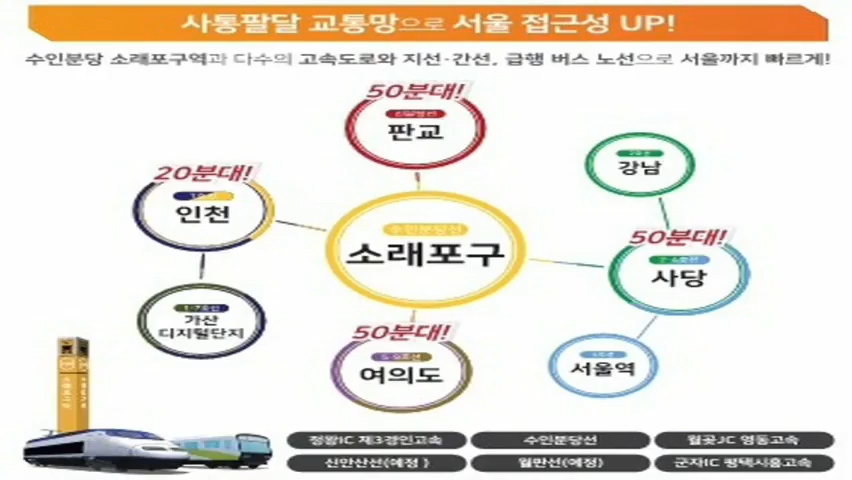 사통팔달 교통망으로 서울 접근성 UP!
수인분당 소래포구역과 다수의 고속도로와 지선·간선, 급행 버스 노선으로 서울까지 빠르게!
50분대!
판교
강남
20분대!
인천
수인분당선
소래포구
50분대!
사당
가산
디지털단지
50분대!
여의도
서울역
정왕IC 제3경인고속
수인분당선
월곶JC 영동고속
신안산선(예정 )
월판선(예정)
군자IC 평택시흥고속